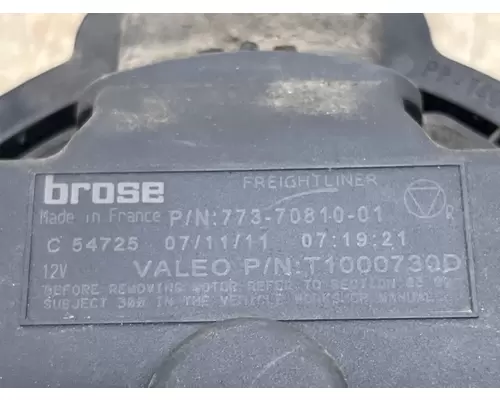 brose FREIGHTLINER
Made in France P/N:773-70810-01 R
C 54725 07/11/11 07:19:21
12V VALEO P/N:T1000730D
BEFORE REMOVING MOTOR REFER TO SECTION 83 00
SUBJECT 300 IN THE VEHICLE WORKSHOP MANUAL